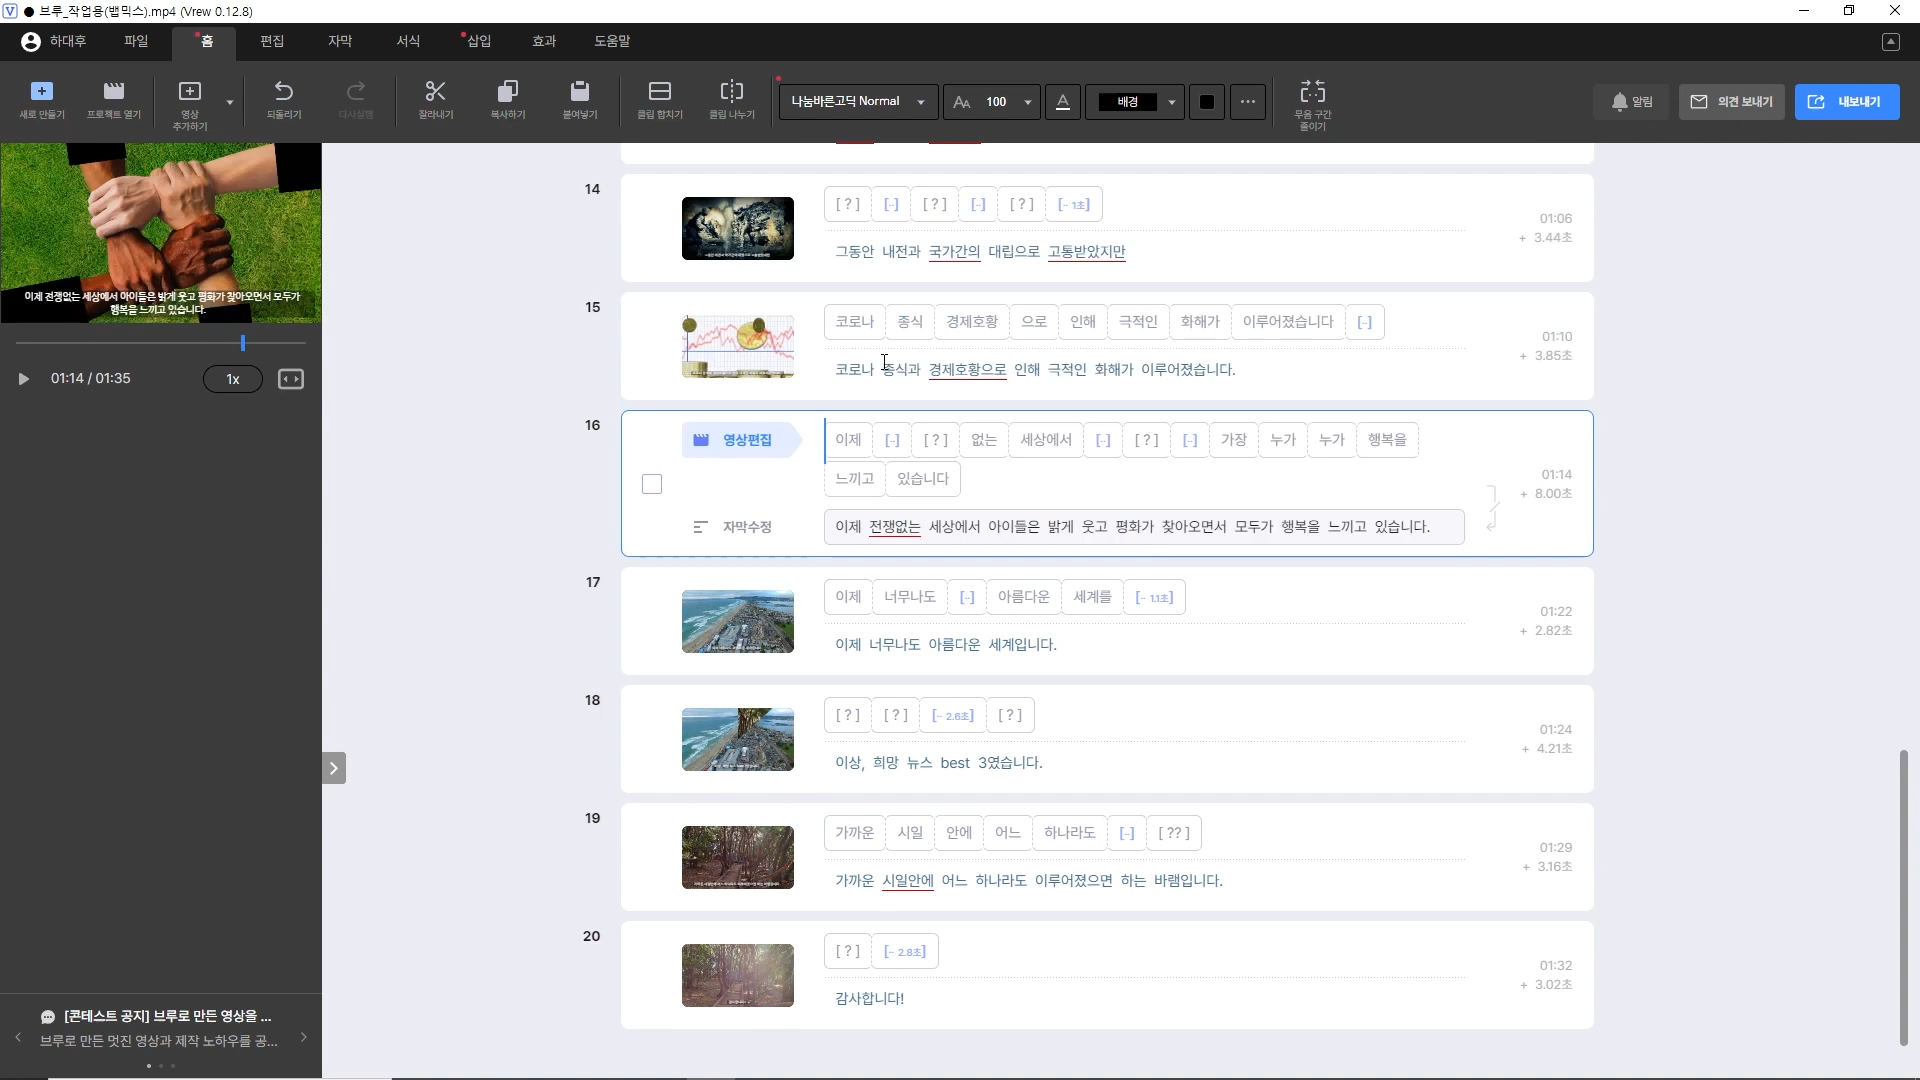 브루_작업용(뱁믹스).mp4 (Vrew 0.12.8)
하대후 파일 홈 편집 자막 서식 삽입 효과 도움말
새로 만들기 프로젝트 열기 영상 추가하기 되돌리기 다시실행 잘라내기 복사하기 붙여넣기 클립 합치기 클립 나누기 나눔바른고딕 Normal 100 배경 무음 구간 줄이기 알림 의견 보내기 내보내기
이제 전쟁없는 세상에서 아이들은 밝게 웃고 평화가 찾아오면서 모두가
행복을 느끼고 있습니다.
01:14 / 01:35 1x
14 [ ? ] [··] [ ? ] [··] [ ? ] [·· 1초] 01:06
그동안 내전과 국가간의 대립으로 고통받았지만 + 3.44초
15 코로나 종식 경제호황 으로 인해 극적인 화해가 이루어졌습니다 [··] 01:10
코로나 종식과 경제호황으로 인해 극적인 화해가 이루어졌습니다. + 3.85초
16 영상편집 이제 [··] [ ? ] 없는 세상에서 [··] [ ? ] [··] 가장 누가 누가 행복을
느끼고 있습니다 01:14
+ 8.00초
자막수정 이제 전쟁없는 세상에서 아이들은 밝게 웃고 평화가 찾아오면서 모두가 행복을 느끼고 있습니다.
17 이제 너무나도 [··] 아름다운 세계를 [·· 1.1초] 01:22
이제 너무나도 아름다운 세계입니다. + 2.82초
18 [ ? ] [ ? ] [·· 2.6초] [ ? ] 01:24
이상, 희망 뉴스 best 3였습니다. + 4.21초
19 가까운 시일 안에 어느 하나라도 [··] [ ?? ] 01:29
가까운 시일안에 어느 하나라도 이루어졌으면 하는 바램입니다. + 3.16초
20 [ ? ] [·· 2.8초] 01:32
감사합니다! + 3.02초
[콘테스트 공지] 브루로 만든 영상을 ...
브루로 만든 멋진 영상과 제작 노하우를 공...